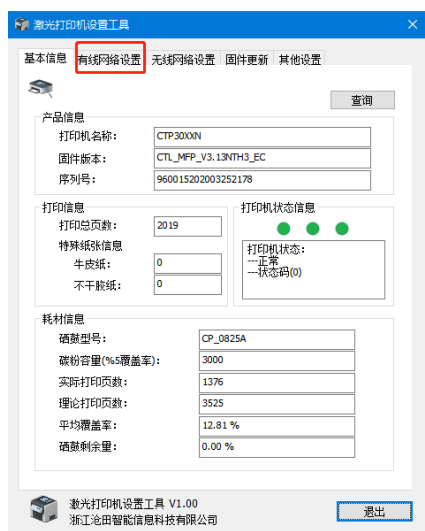 激光打印机设置工具
基本信息 有线网络设置 无线网络设置 固件更新 其他设置
查询
产品信息
打印机名称: CTP30XXN
固件版本: CTL_MFP_V3.13NTH3_EC
序列号: 960015202003252178
打印信息
打印总页数: 2019
特殊纸张信息
牛皮纸: 0
不干胶纸: 0
打印机状态信息
打印机状态:
---正常
---状态码(0)
耗材信息
硒鼓型号: CP_0825A
碳粉容量(%5覆盖率): 3000
实际打印页数: 1376
理论打印页数: 3525
平均覆盖率: 12.81 %
硒鼓剩余量: 0.00 %
激光打印机设置工具 V1.00
浙江沧田智能信息科技有限公司
退出